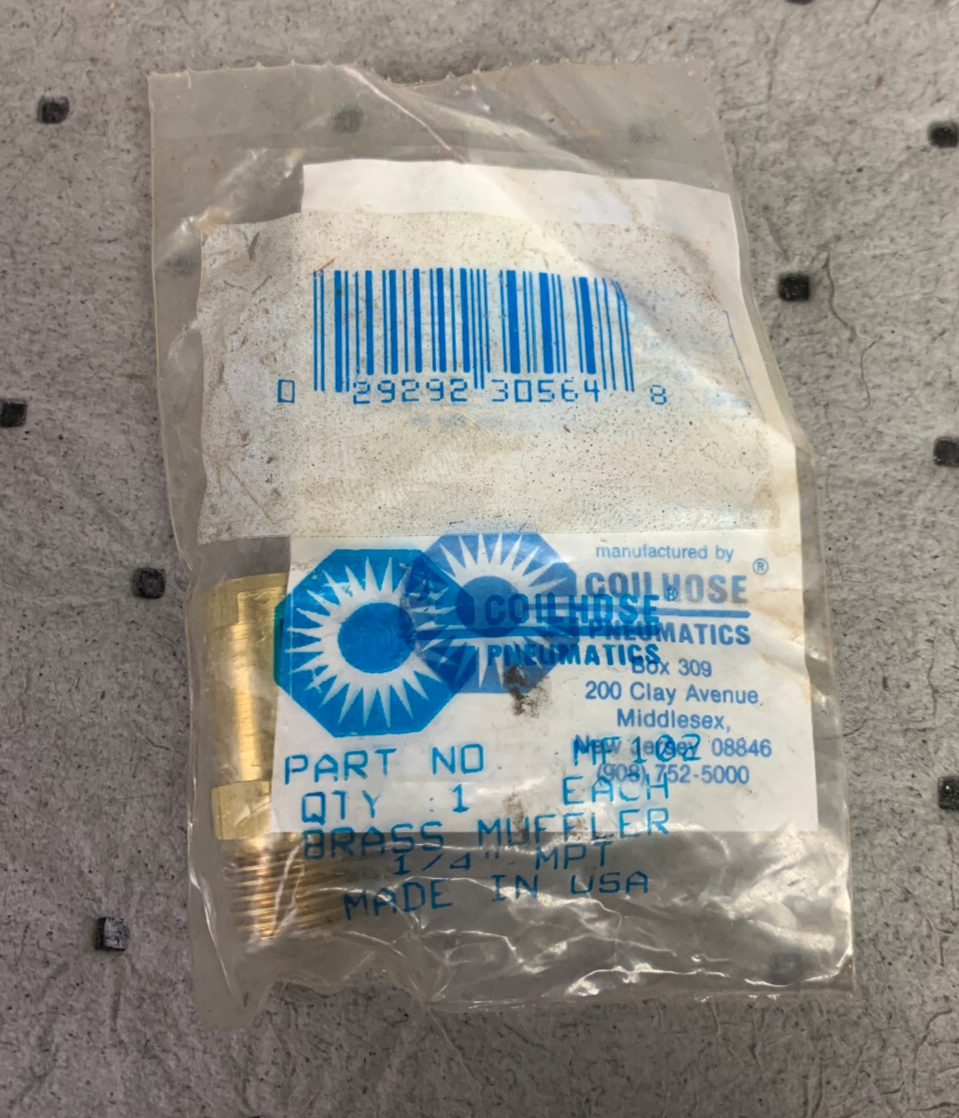 0 29292 30564 8
manufactured by
COILHOSE®
PNEUMATICS
Box 309
200 Clay Avenue
Middlesex,
New Jersey 08846
(908) 752-5000
COILHOSE®
PNEUMATICS
PART NO MF102
QTY : 1 EACH
BRASS MUFFLER
1/4" MPT
MADE IN USA